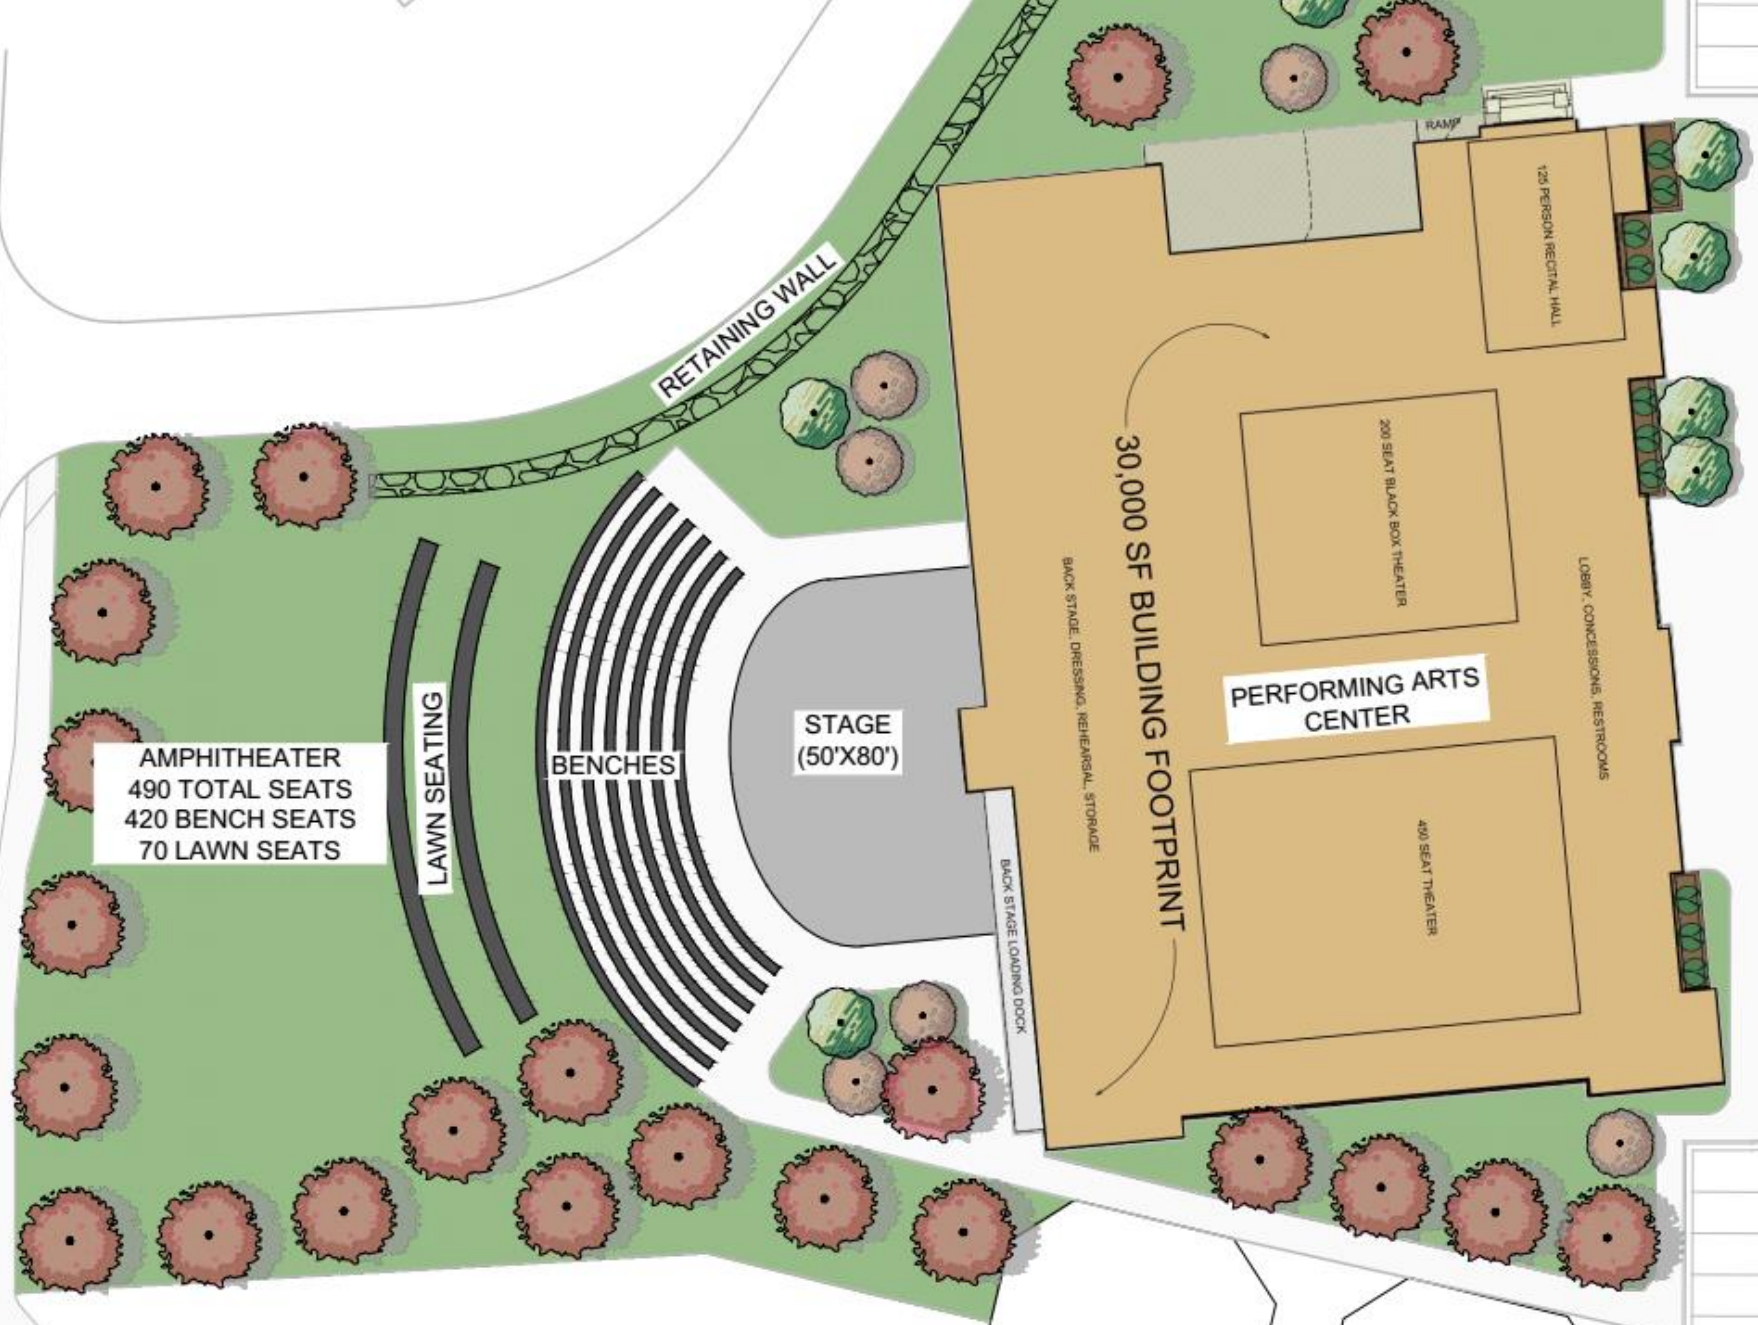 RAMP
125 PERSON RECITAL HALL
RETAINING WALL
200 SEAT BLACK BOX THEATER
30,000 SF BUILDING FOOTPRINT
BACK STAGE, DRESSING, REHEARSAL, STORAGE
LOBBY, CONCESSIONS, RESTROOMS
PERFORMING ARTS
CENTER
STAGE
(50'X80')
BENCHES
LAWN SEATING
AMPHITHEATER
490 TOTAL SEATS
420 BENCH SEATS
70 LAWN SEATS
450 SEAT THEATER
BACK STAGE LOADING DOCK